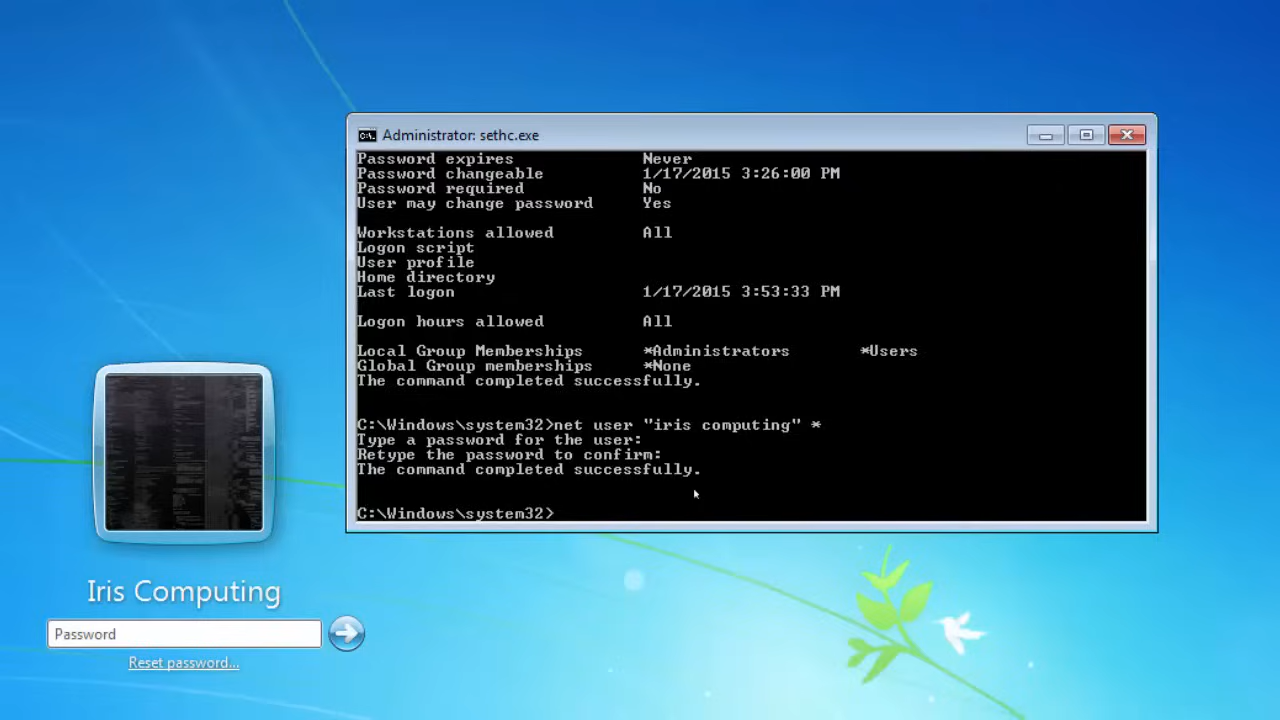 Administrator: sethc.exe
Password expires Never
Password changeable 1/17/2015 3:26:00 PM
Password required No
User may change password Yes
Workstations allowed All
Logon script
User profile
Home directory
Last logon 1/17/2015 3:53:33 PM
Logon hours allowed All
Local Group Memberships *Administrators *Users
Global Group memberships *None
The command completed successfully.
C:\Windows\system32>net user "iris computing" *
Type a password for the user:
Retype the password to confirm:
The command completed successfully.
C:\Windows\system32>
Iris Computing
Password
Reset password...